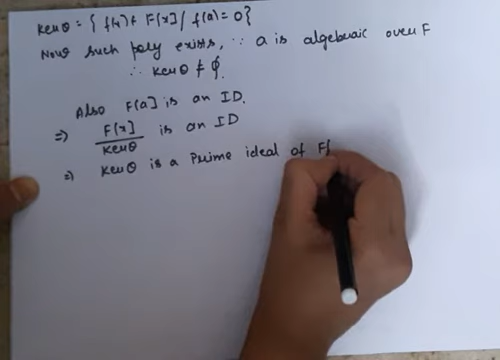 Kerθ = { f(x) ∈ F[x] / f(a) = 0}
Now such poly exists, ∵ a is algebraic over F
∴ Kerθ ≠ ϕ.
Also F[a] is an ID.
⇒) F[x] / Kerθ is an ID
⇒) Kerθ is a Prime ideal of F[